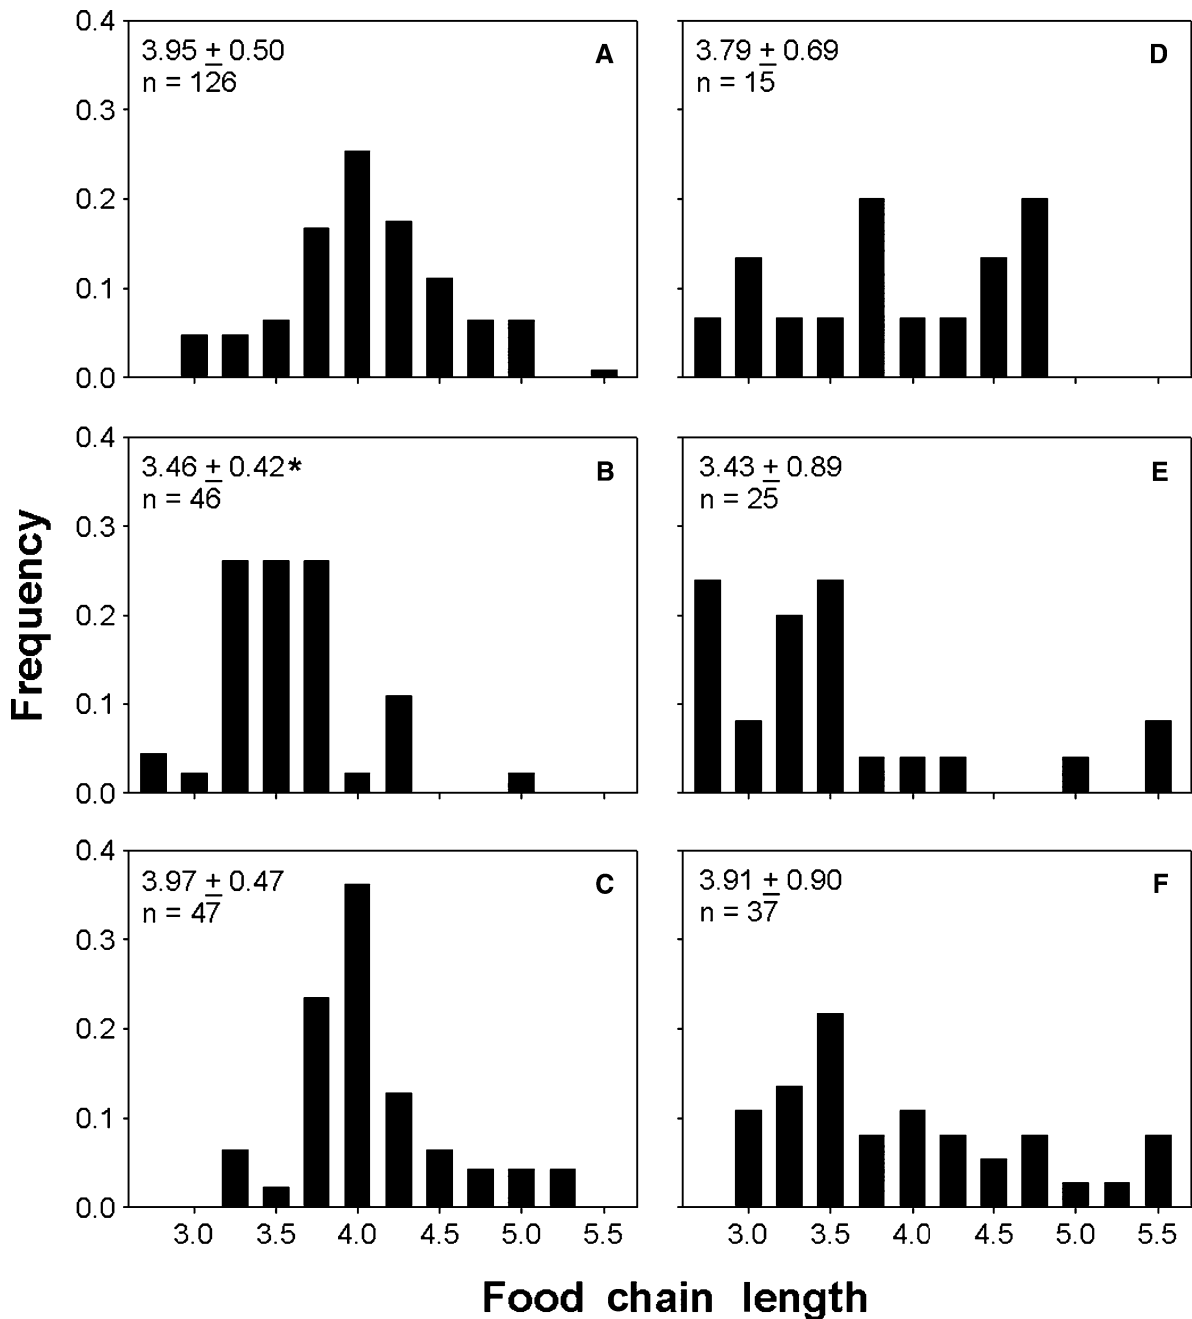 Frequency
0.4
0.3
0.2
0.1
0.0
3.95 ± 0.50
n = 126
A
3.79 ± 0.69
n = 15
D
0.4
0.3
0.2
0.1
0.0
3.46 ± 0.42*
n = 46
B
3.43 ± 0.89
n = 25
E
0.4
0.3
0.2
0.1
0.0
3.97 ± 0.47
n = 47
C
3.91 ± 0.90
n = 37
F
3.0 3.5 4.0 4.5 5.0 5.5
3.0 3.5 4.0 4.5 5.0 5.5
Food chain length